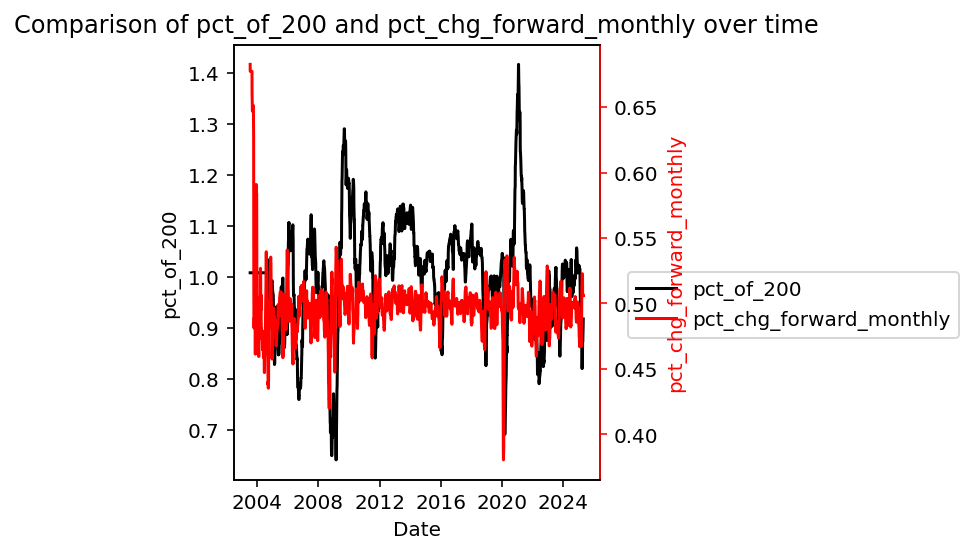 Comparison of pct_of_200 and pct_chg_forward_monthly over time
pct_of_200
1.4
1.3
1.2
1.1
1.0
0.9
0.8
0.7
0.65
0.60
0.55
0.50
0.45
0.40
pct_chg_forward_monthly
pct_of_200
pct_chg_forward_monthly
2004 2008 2012 2016 2020 2024
Date